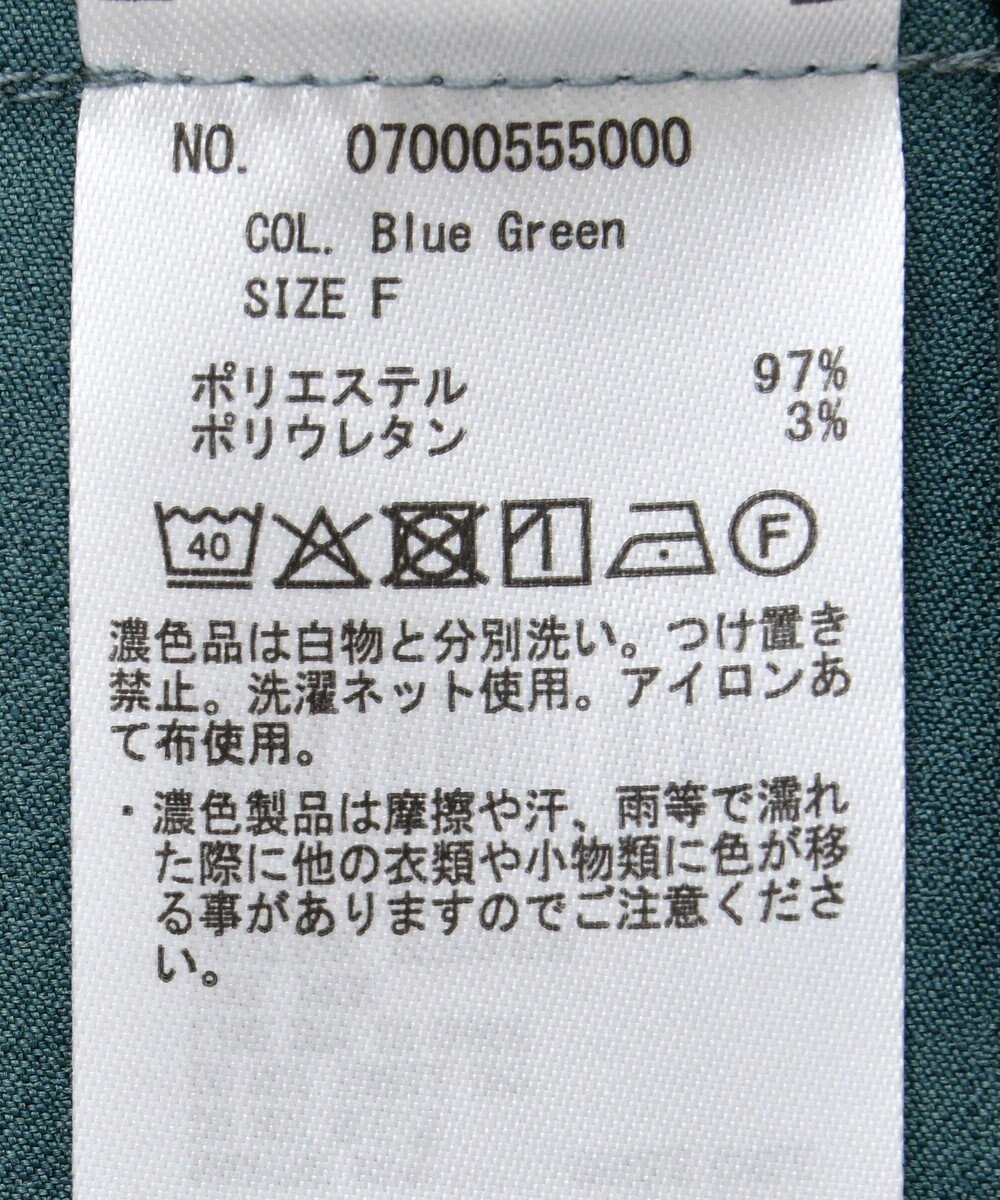 NO. 07000555000
COL. Blue Green
SIZE F
ポリエステル 97%
ポリウレタン 3%
40 F
濃色品は白物と分別洗い。つけ置き
禁止。洗濯ネット使用。アイロンあ
て布使用。
・濃色製品は摩擦や汗、雨等で濡れ
た際に他の衣類や小物類に色が移
る事がありますのでご注意くださ
い。